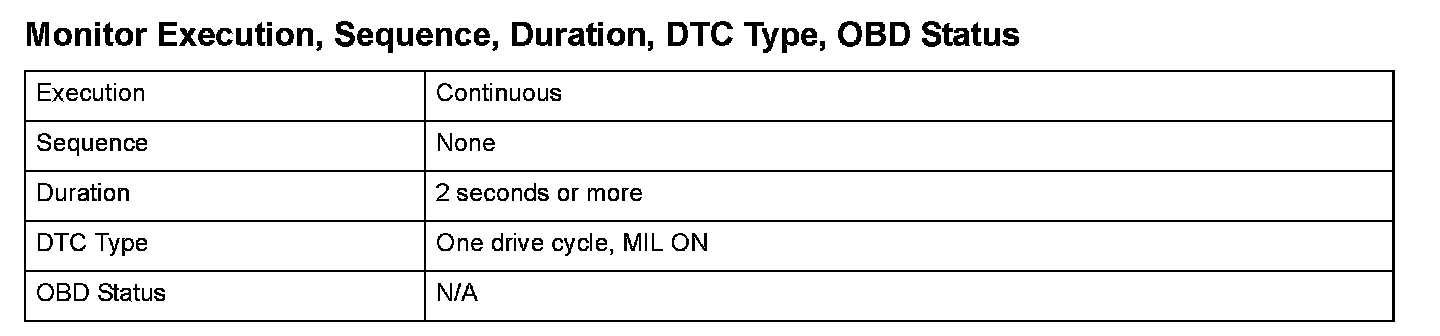 Monitor Execution, Sequence, Duration, DTC Type, OBD Status
Execution Continuous
Sequence None
Duration 2 seconds or more
DTC Type One drive cycle, MIL ON
OBD Status N/A